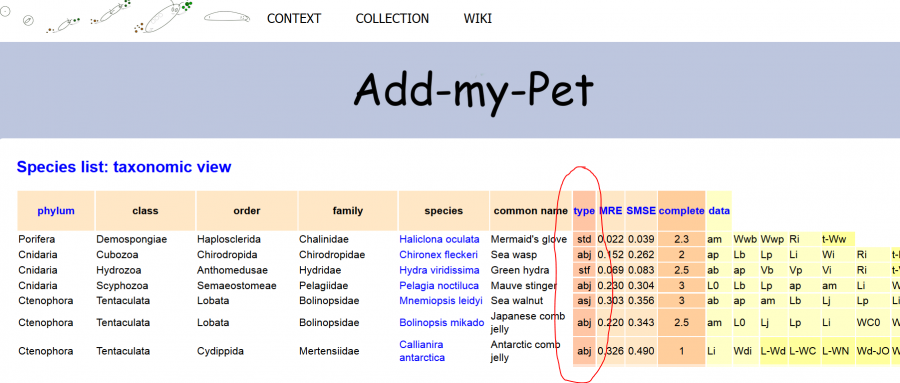 CONTEXT COLLECTION WIKI
Add-my-Pet
Species list: taxonomic view
phylum class order family species common name type MRE SMSE complete data
Porifera Demospongiae Haplosclerida Chalinidae Haliclona oculata Mermaid's glove std 0.022 0.039 2.3 am Wwb Wwp Ri t-Ww
Cnidaria Cubozoa Chirodropida Chirodropidae Chironex fleckeri Sea wasp abj 0.152 0.262 2 ap Lb Lp Li Wi Ri
Cnidaria Hydrozoa Anthomedusae Hydridae Hydra viridissima Green hydra stf 0.069 0.083 2.5 ab ap Vb Vp Vi Ri
Cnidaria Scyphozoa Semaeostomeae Pelagiidae Pelagia noctiluca Mauve stinger abj 0.230 0.304 3 L0 Lb Lp ap am Li
Ctenophora Tentaculata Lobata Bolinopsidae Mnemiopsis leidyi Sea walnut asj 0.303 0.356 3 ab ap am Lb Lj Lp
Ctenophora Tentaculata Lobata Bolinopsidae Bolinopsis mikado Japanese comb
jelly abj 0.220 0.343 2.5 am L0 Lj Lp Li WC0
Ctenophora Tentaculata Cydippida Mertensiidae Callianira
antarctica Antarctic comb
jelly abj 0.326 0.490 1 Li Wdi L-Wd L-WC L-WN Wd-JO